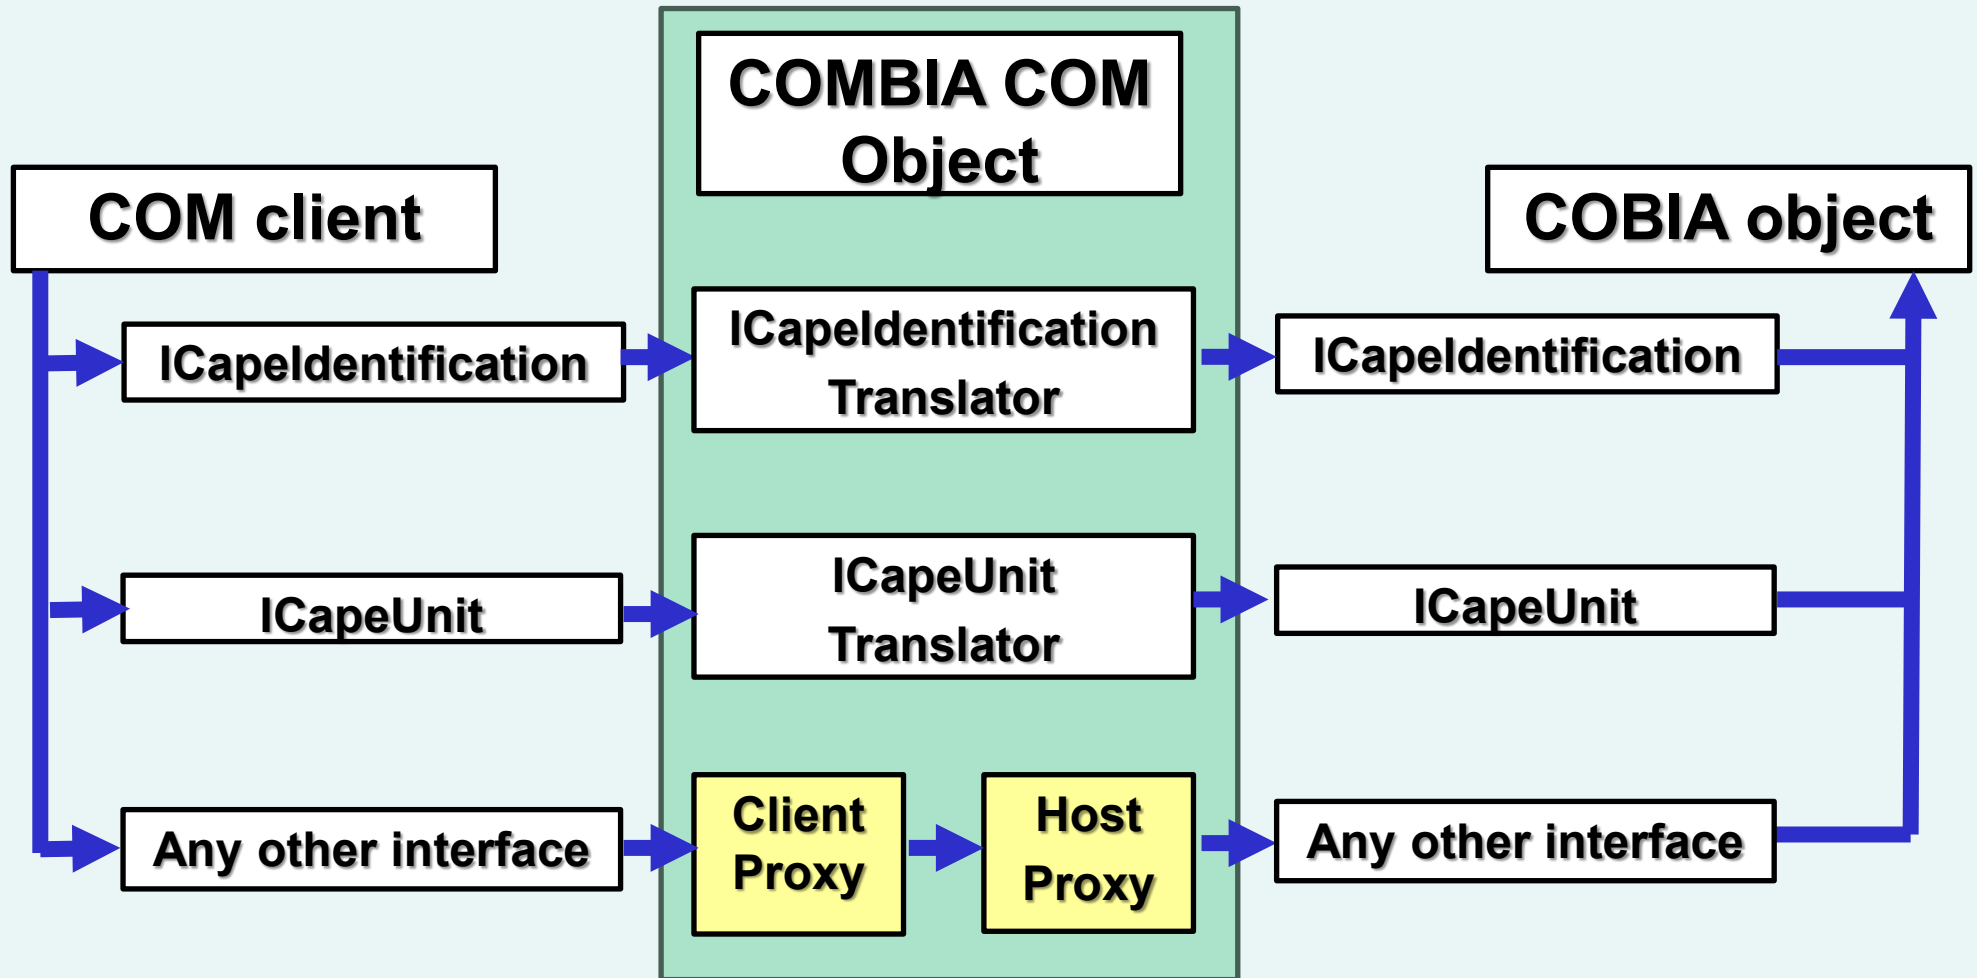 COMBIA COM
Object
COM client
COBIA object
ICapeIdentification
ICapeIdentification
Translator
ICapeIdentification
ICapeUnit
ICapeUnit
Translator
ICapeUnit
Any other interface
Client
Proxy
Host
Proxy
Any other interface